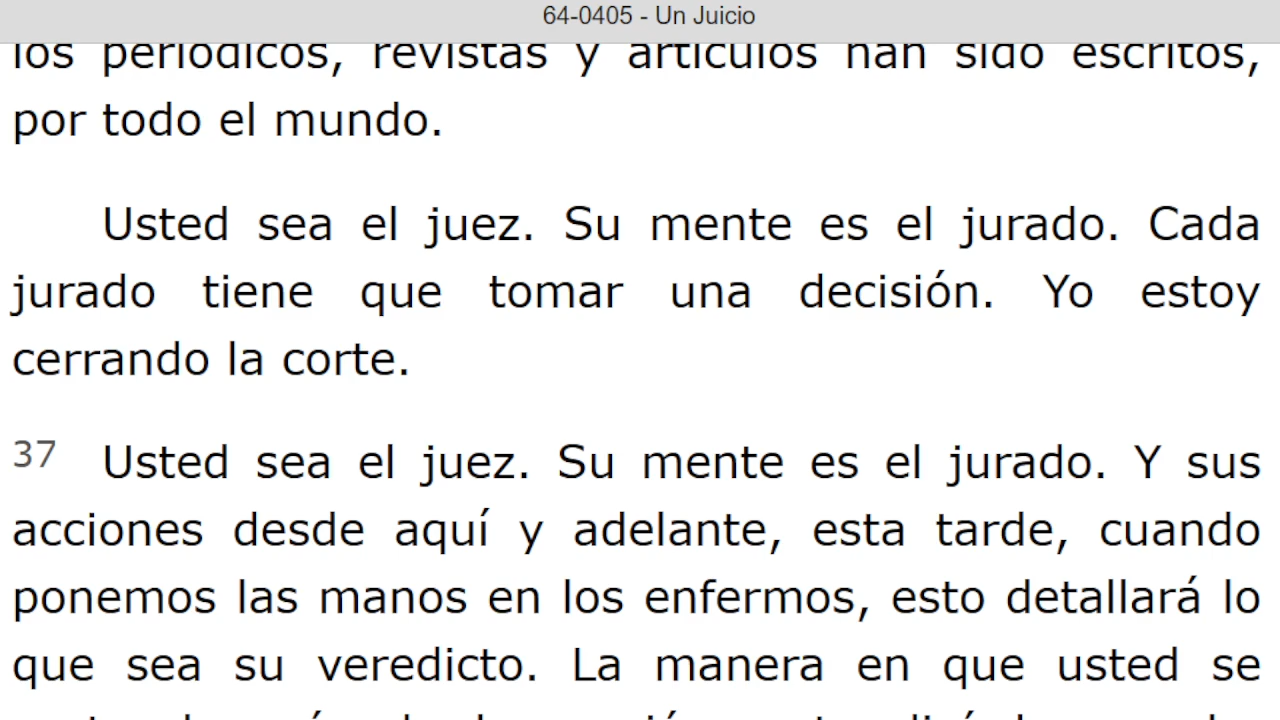 64-0405 - Un Juicio
los periódicos, revistas y artículos han sido escritos,
por todo el mundo.
Usted sea el juez. Su mente es el jurado. Cada
jurado tiene que tomar una decisión. Yo estoy
cerrando la corte.
37 Usted sea el juez. Su mente es el jurado. Y sus
acciones desde aquí y adelante, esta tarde, cuando
ponemos las manos en los enfermos, esto detallará lo
que sea su veredicto. La manera en que usted se